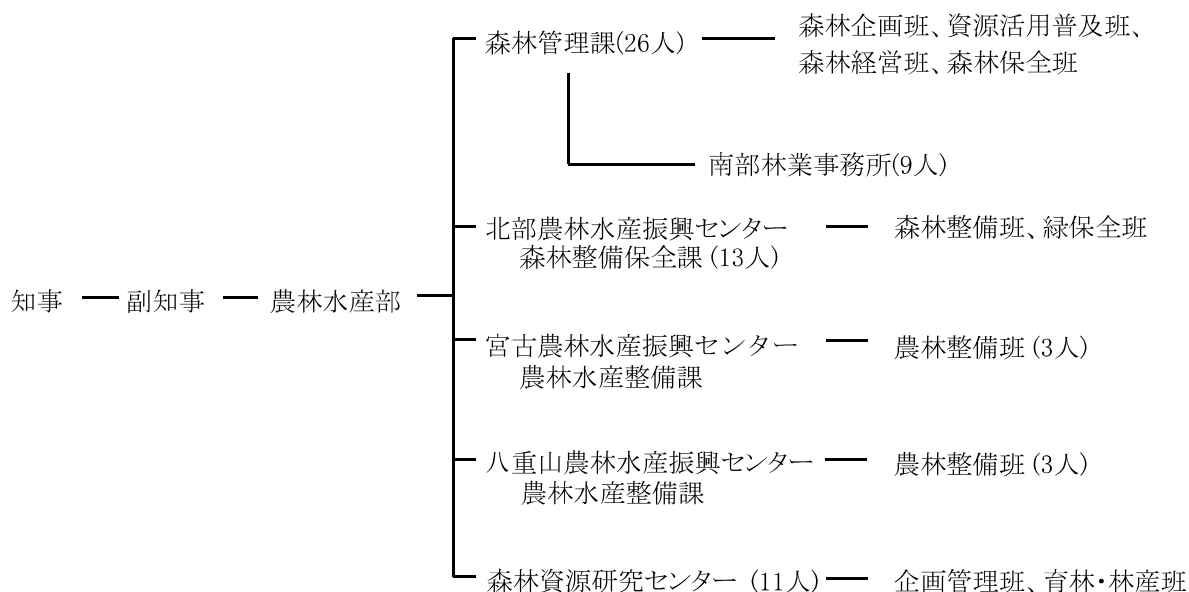 知事
副知事
農林水産部
森林管理課(26人)
森林企画班、資源活用普及班、
森林経営班、森林保全班
南部林業事務所(9人)
北部農林水産振興センター
森林整備保全課(13人)
森林整備班、緑保全班
宮古農林水産振興センター
農林水産整備課
農林整備班(3人)
八重山農林水産振興センター
農林水産整備課
農林整備班(3人)
森林資源研究センター (11人)
企画管理班、育林・林産班